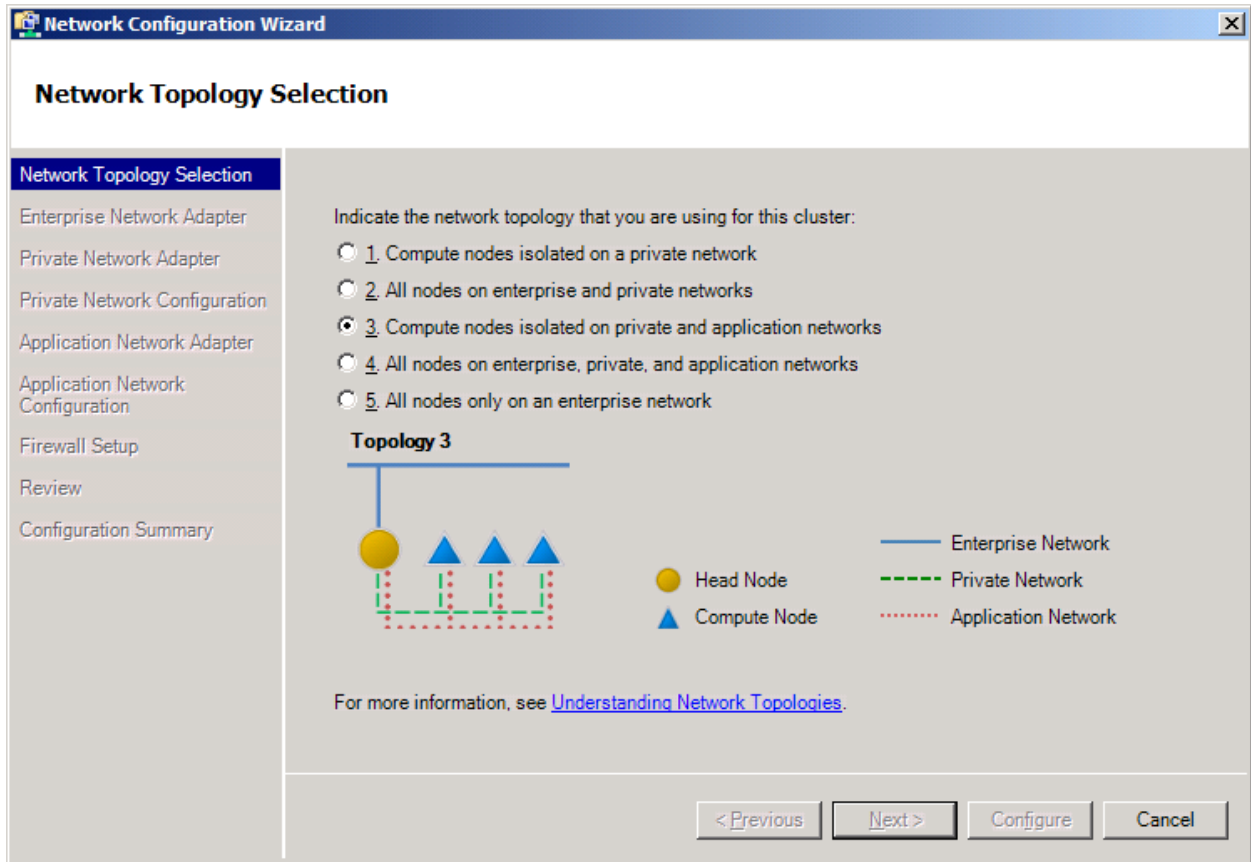 Network Configuration Wizard
Network Topology Selection
Network Topology Selection
Enterprise Network Adapter
Private Network Adapter
Private Network Configuration
Application Network Adapter
Application Network
Configuration
Firewall Setup
Review
Configuration Summary
Indicate the network topology that you are using for this cluster:
1. Compute nodes isolated on a private network
2. All nodes on enterprise and private networks
3. Compute nodes isolated on private and application networks
4. All nodes on enterprise, private, and application networks
5. All nodes only on an enterprise network
Topology 3
Head Node
Compute Node
Enterprise Network
Private Network
Application Network
For more information, see Understanding Network Topologies.
< Previous
Next >
Configure
Cancel